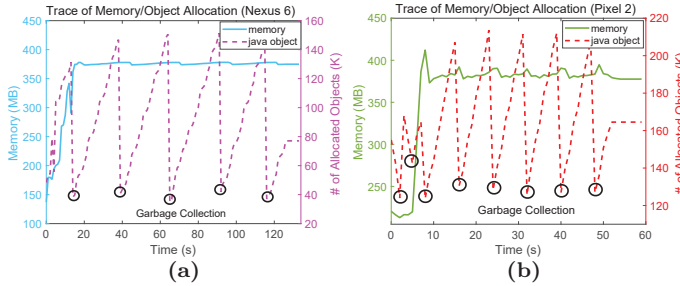 Trace of Memory/Object Allocation (Nexus 6)
memory
java object
Memory (MB)
450
400
350
300
250
200
150
100
# of Allocated Objects (K)
160
140
120
100
80
60
40
20
Garbage Collection
0 20 40 60 80 100 120
Time (s)
(a)
Trace of Memory/Object Allocation (Pixel 2)
memory
java object
Memory (MB)
450
400
350
300
250
220
200
180
160
140
120
# of Allocated Objects (K)
Garbage Collection
0 10 20 30 40 50 60
Time (s)
(b)